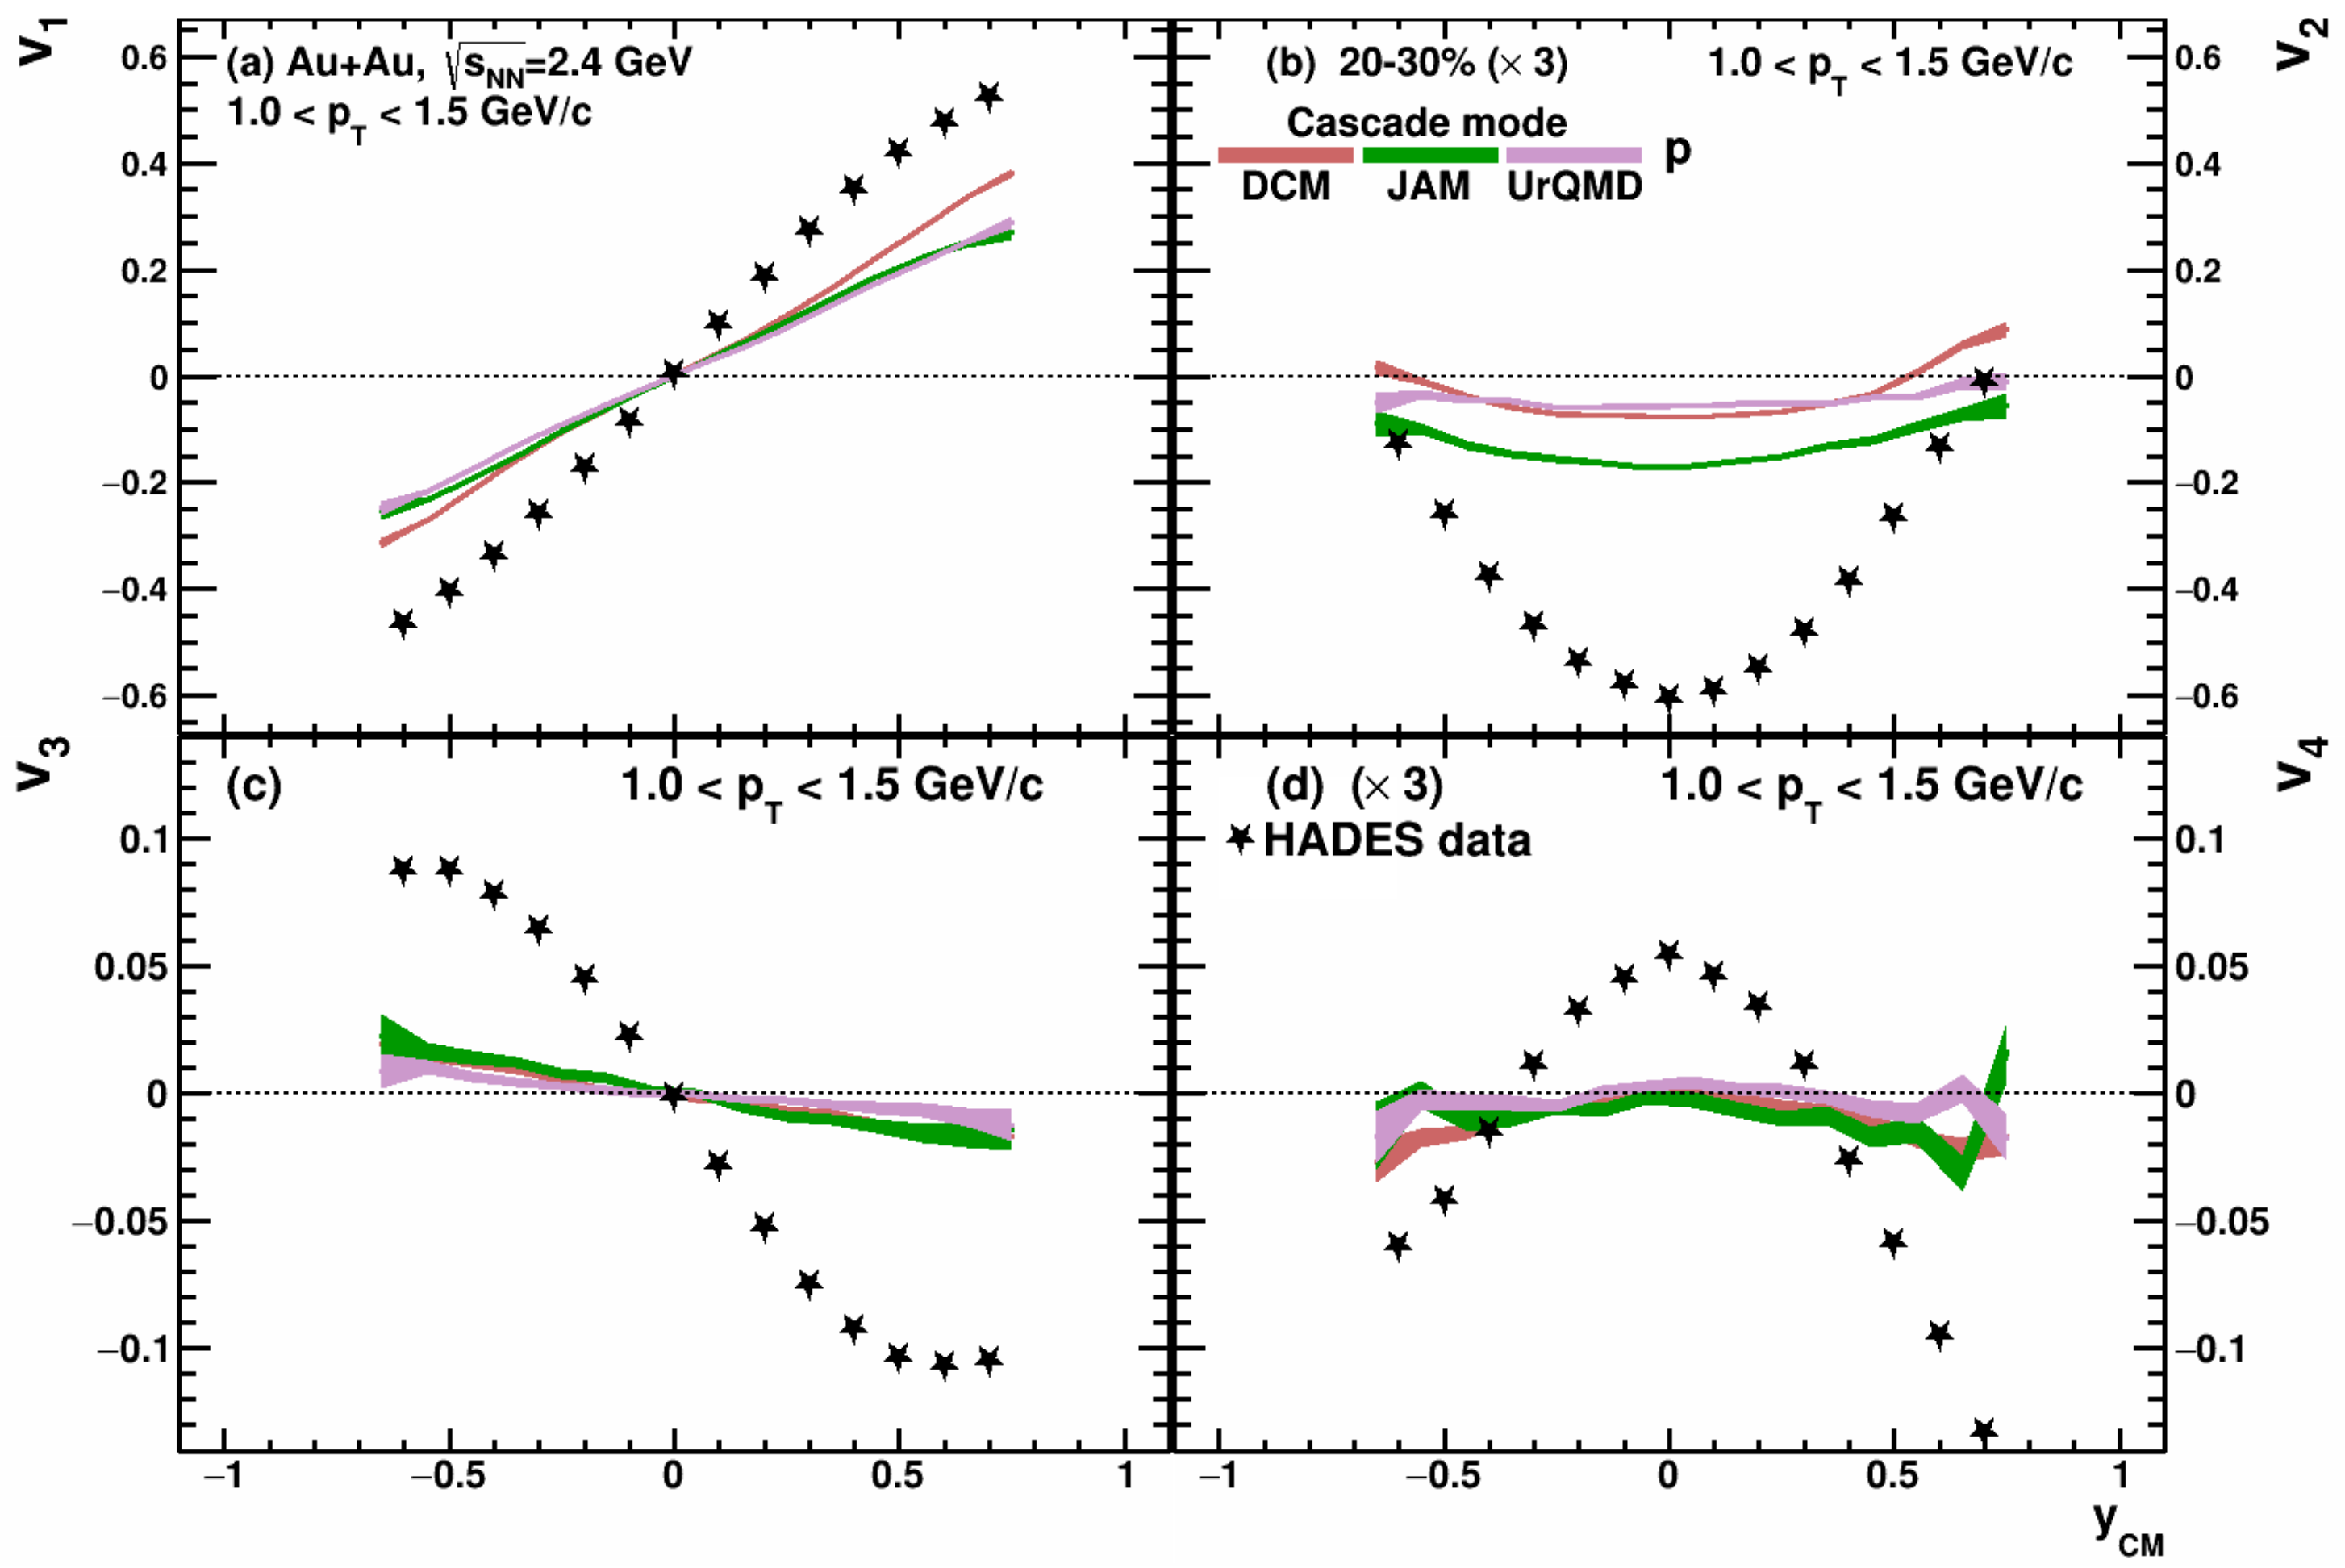 v1
(a) Au+Au, √sNN=2.4 GeV
1.0 < pT < 1.5 GeV/c
0.6
0.4
0.2
0
−0.2
−0.4
−0.6
(b) 20-30% (× 3) 1.0 < pT < 1.5 GeV/c
Cascade mode
p
DCM JAM UrQMD
v2
0.6
0.4
0.2
0
−0.2
−0.4
−0.6
v3
(c) 1.0 < pT < 1.5 GeV/c
0.1
0.05
0
−0.05
−0.1
(d) (× 3) 1.0 < pT < 1.5 GeV/c
HADES data
v4
0.1
0.05
0
−0.05
−0.1
−1 −0.5 0 0.5 1
−1 −0.5 0 0.5 1
yCM